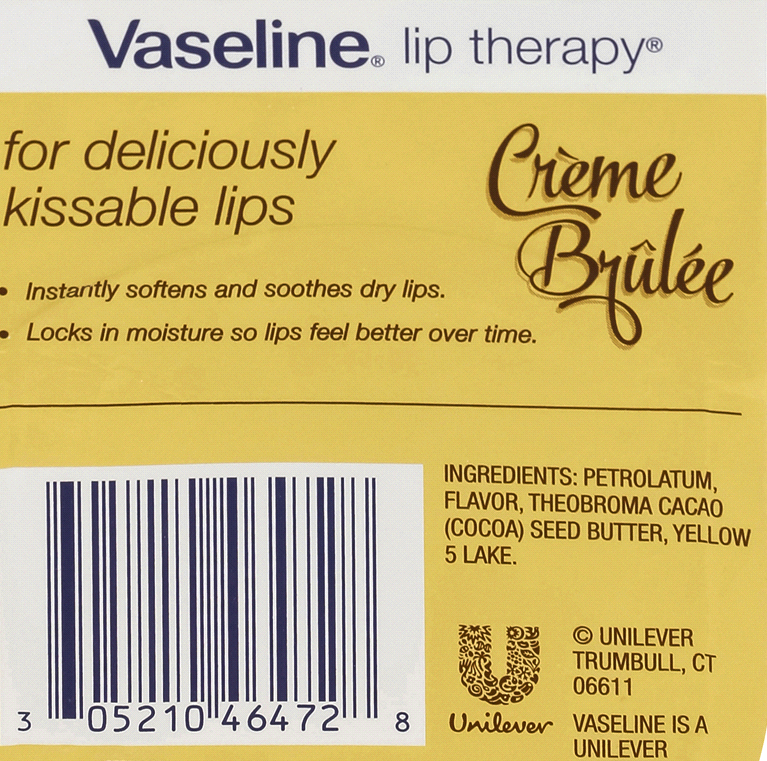 Vaseline® lip therapy®
for deliciously
kissable lips
Crème
Brûlée
• Instantly softens and soothes dry lips.
• Locks in moisture so lips feel better over time.
INGREDIENTS: PETROLATUM,
FLAVOR, THEOBROMA CACAO
(COCOA) SEED BUTTER, YELLOW
5 LAKE.
3 05210 46472 8
Unilever
© UNILEVER
TRUMBULL, CT
06611
VASELINE IS A
UNILEVER